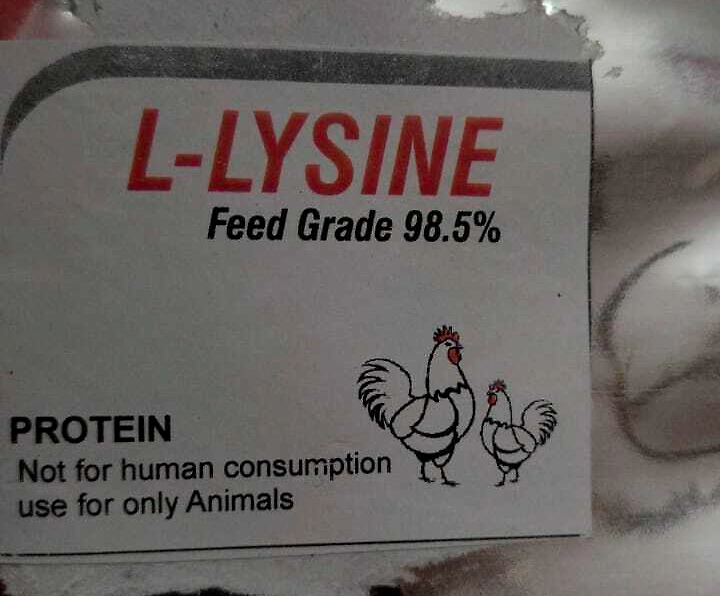 L-LYSINE
Feed Grade 98.5%
PROTEIN
Not for human consumption
use for only Animals